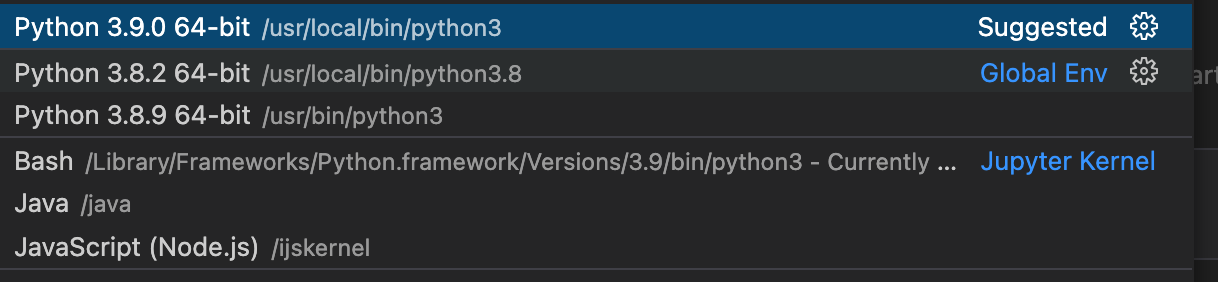 Python 3.9.0 64-bit /usr/local/bin/python3 Suggested
Python 3.8.2 64-bit /usr/local/bin/python3.8 Global Env
Python 3.8.9 64-bit /usr/bin/python3
Bash /Library/Frameworks/Python.framework/Versions/3.9/bin/python3 - Currently ... Jupyter Kernel
Java /java
JavaScript (Node.js) /ijskernel